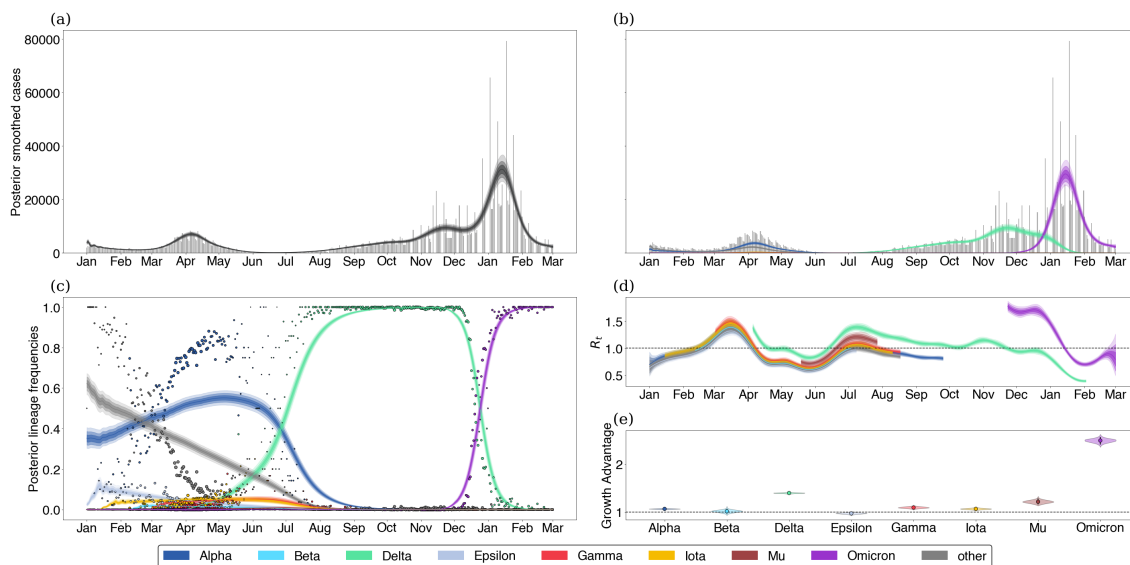 (a)
Posterior smoothed cases
80000
60000
40000
20000
0
Jan Feb Mar Apr May Jun Jul Aug Sep Oct Nov Dec Jan Feb Mar
(b)
Jan Feb Mar Apr May Jun Jul Aug Sep Oct Nov Dec Jan Feb Mar
(c)
Posterior lineage frequencies
1.0
0.8
0.6
0.4
0.2
0.0
Jan Feb Mar Apr May Jun Jul Aug Sep Oct Nov Dec Jan Feb Mar
(d)
Rt
1.5
1.0
0.5
Jan Feb Mar Apr May Jun Jul Aug Sep Oct Nov Dec Jan Feb Mar
(e)
Growth Advantage
2
1
Alpha Beta Delta Epsilon Gamma Iota Mu Omicron
Alpha Beta Delta Epsilon Gamma Iota Mu Omicron other